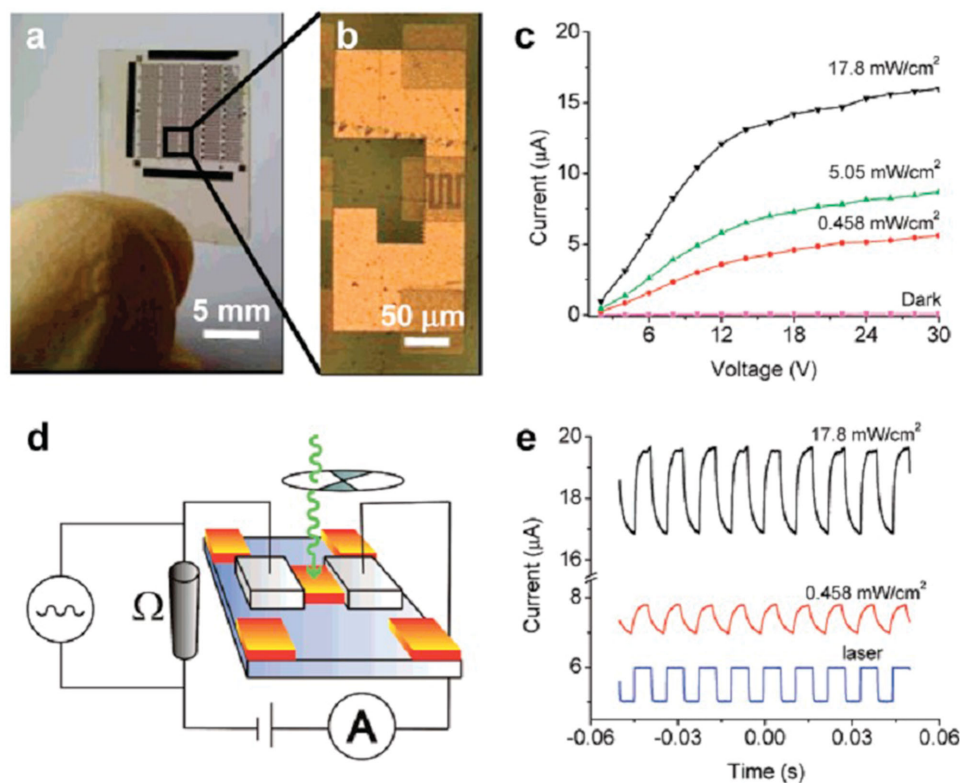 a
5 mm
b
50 μm
c
20
15
10
5
0
Current (μA)
17.8 mW/cm²
5.05 mW/cm²
0.458 mW/cm²
Dark
6
12
18
24
30
Voltage (V)
d
Ω
A
e
20
18
16
8
6
Current (μA)
17.8 mW/cm²
0.458 mW/cm²
laser
-0.06
-0.03
0.00
0.03
0.06
Time (s)